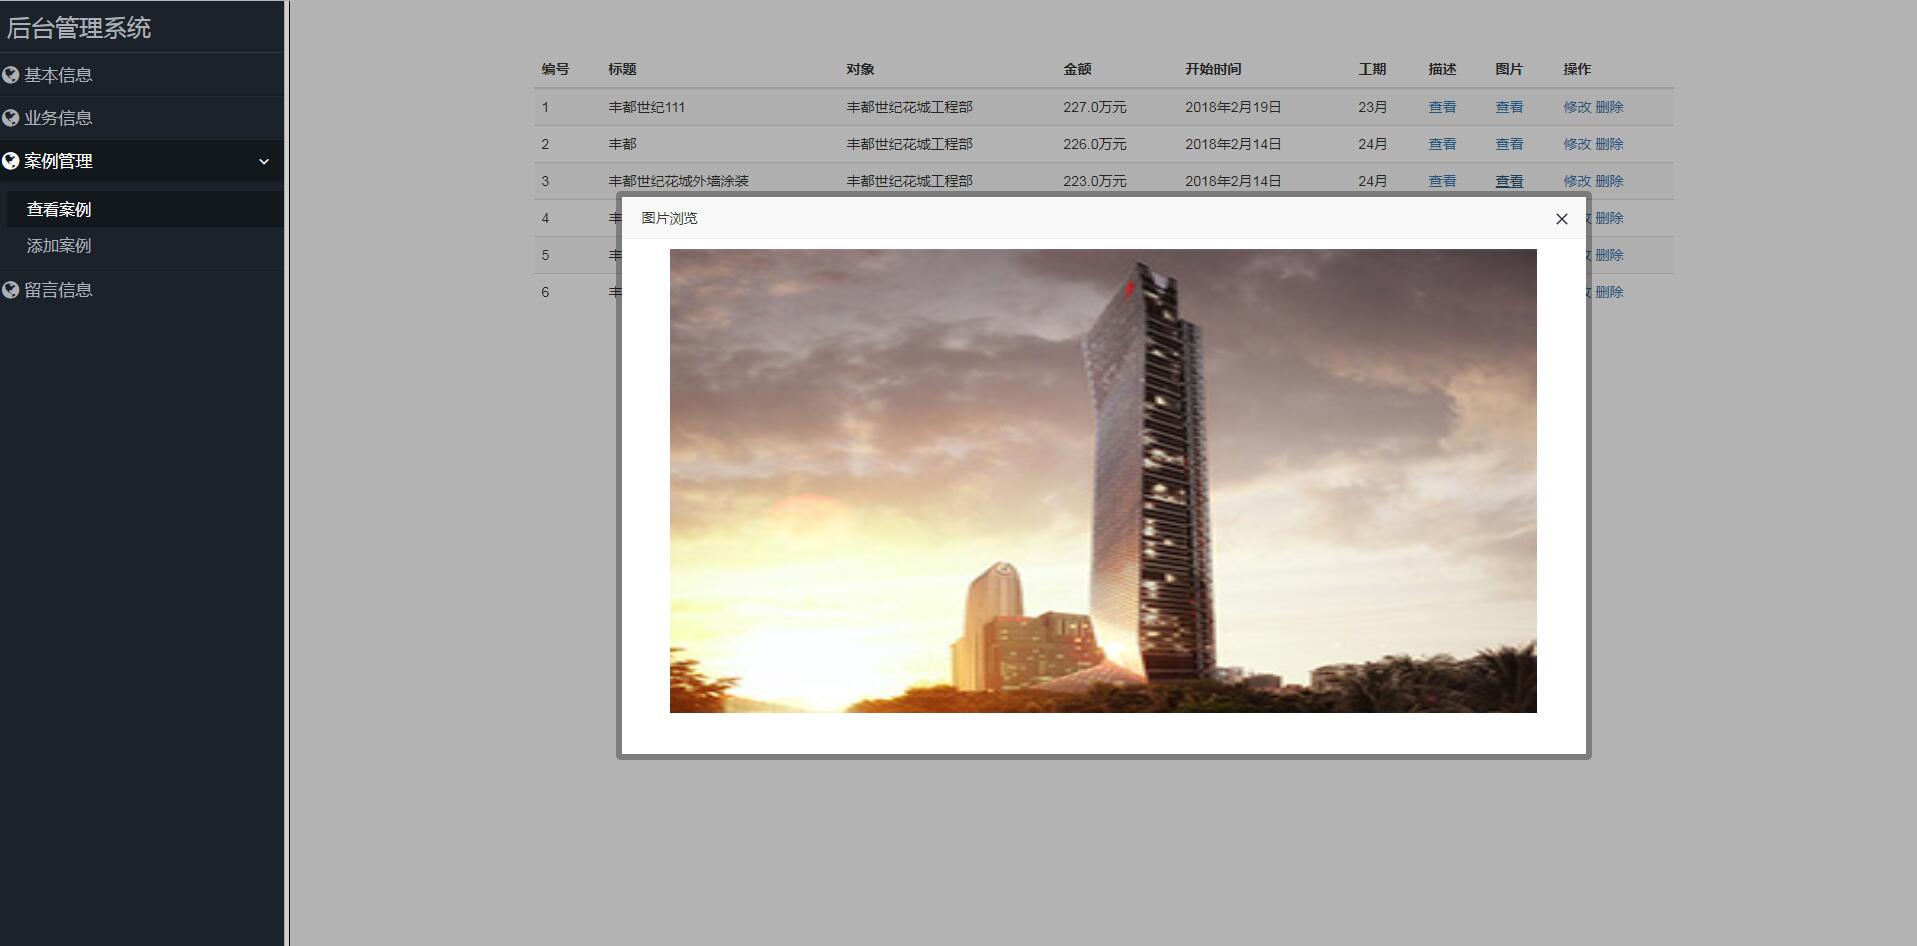 后台管理系统
基本信息
业务信息
案例管理
查看案例
添加案例
留言信息
编号 标题 对象 金额 开始时间 工期 描述 图片 操作
1 丰都世纪111 丰都世纪花城工程部 227.0万元 2018年2月19日 23月 查看 查看 修改 删除
2 丰都 丰都世纪花城工程部 226.0万元 2018年2月14日 24月 查看 查看 修改 删除
3 丰都世纪花城外墙涂装 丰都世纪花城工程部 223.0万元 2018年2月14日 24月 查看 查看 修改 删除
4 删除
5 删除
6 删除
图片浏览